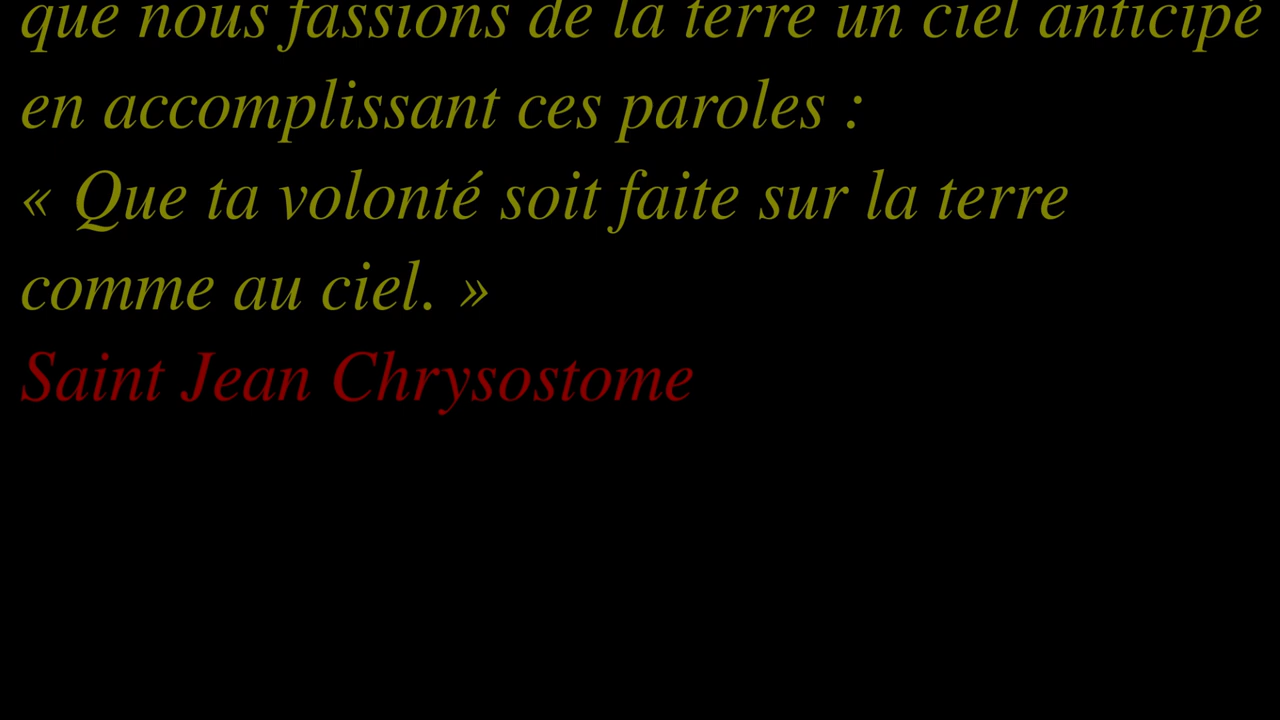 que nous fassions de la terre un ciel anticipé
en accomplissant ces paroles :
« Que ta volonté soit faite sur la terre
comme au ciel. »
Saint Jean Chrysostome